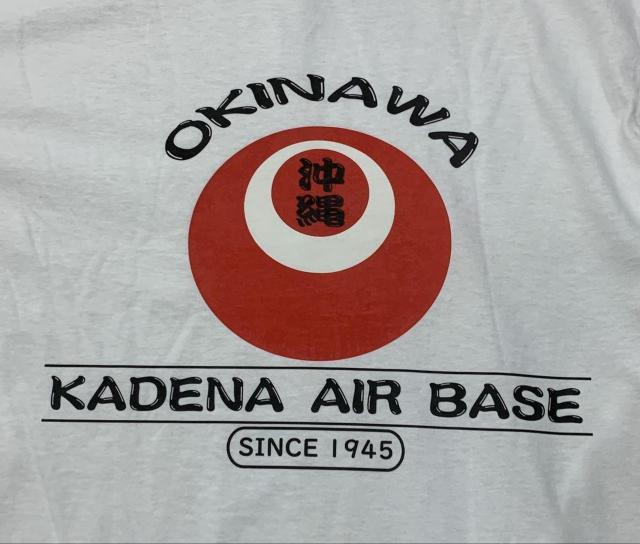 OKINAWA
沖
縄
KADENA AIR BASE
SINCE 1945